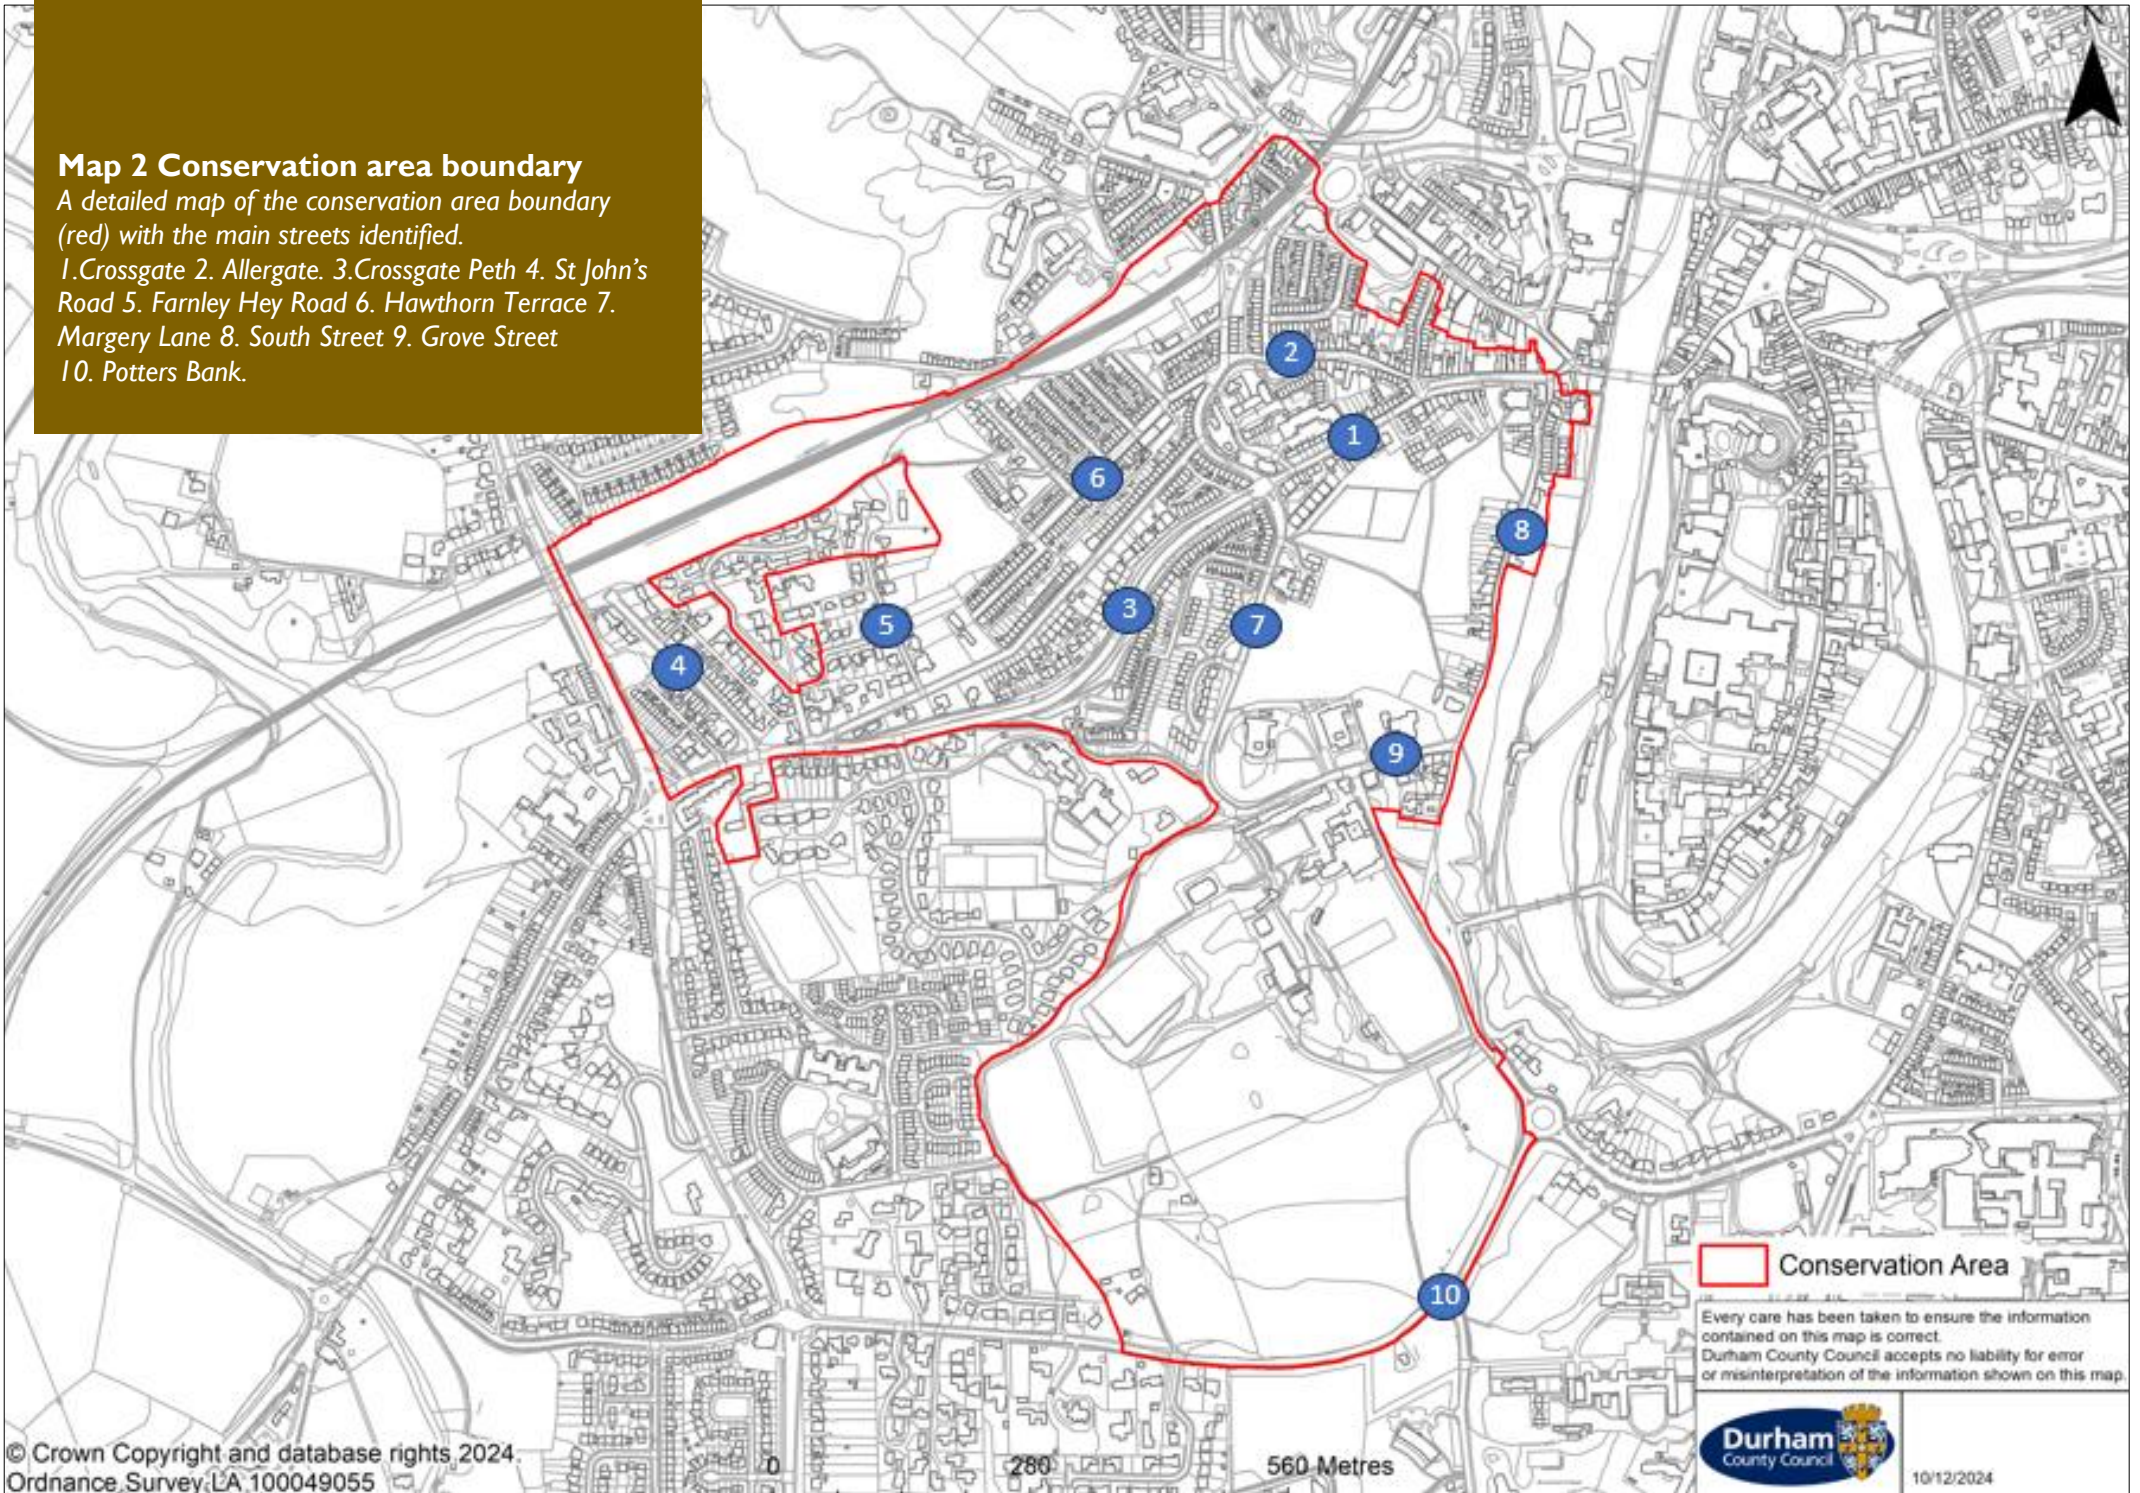 Map 2 Conservation area boundary
A detailed map of the conservation area boundary
(red) with the main streets identified.
1.Crossgate 2. Allergate. 3.Crossgate Peth 4. St John's
Road 5. Farnley Hey Road 6. Hawthorn Terrace 7.
Margery Lane 8. South Street 9. Grove Street
10. Potters Bank.
N
2
1
6
8
3
5
7
4
9
10
Conservation Area
Every care has been taken to ensure the information
contained on this map is correct.
Durham County Council accepts no liability for error
or misinterpretation of the information shown on this map.
Durham
County Council
10/12/2024
© Crown Copyright and database rights 2024.
Ordnance Survey LA 100049055
0 280 560 Metres